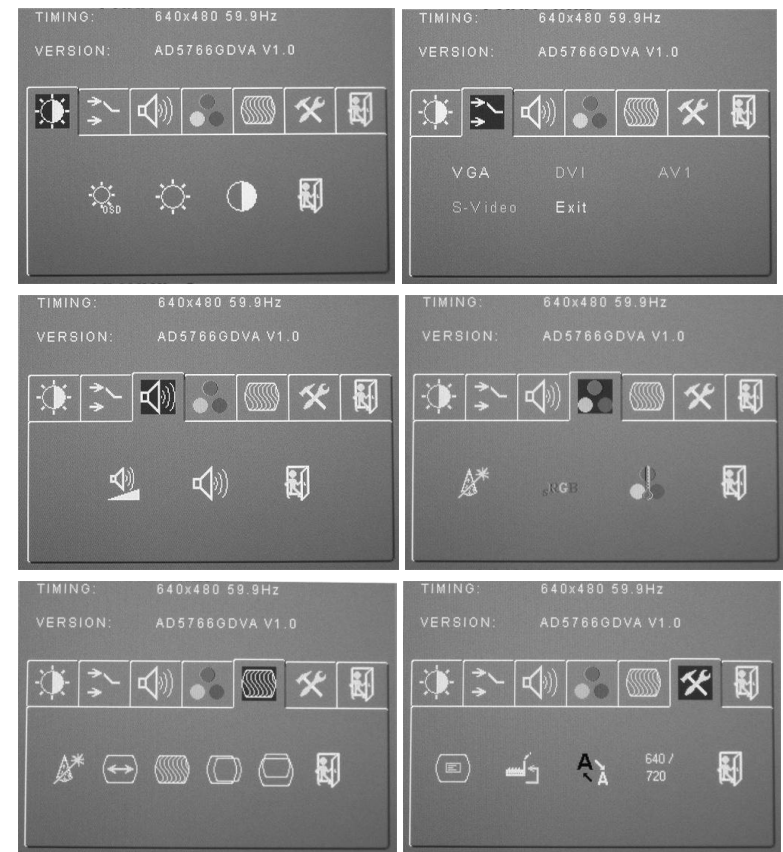 TIMING: 640x480 59.9Hz
VERSION: AD5766GDVA V1.0
OSD
TIMING: 640x480 59.9Hz
VERSION: AD5766GDVA V1.0
VGA DVI AV1
S-Video Exit
TIMING: 640x480 59.9Hz
VERSION: AD5766GDVA V1.0
TIMING: 640x480 59.9Hz
VERSION: AD5766GDVA V1.0
sRGB
TIMING: 640x480 59.9Hz
VERSION: AD5766GDVA V1.0
TIMING: 640x480 59.9Hz
VERSION: AD5766GDVA V1.0
A A
640 /
720